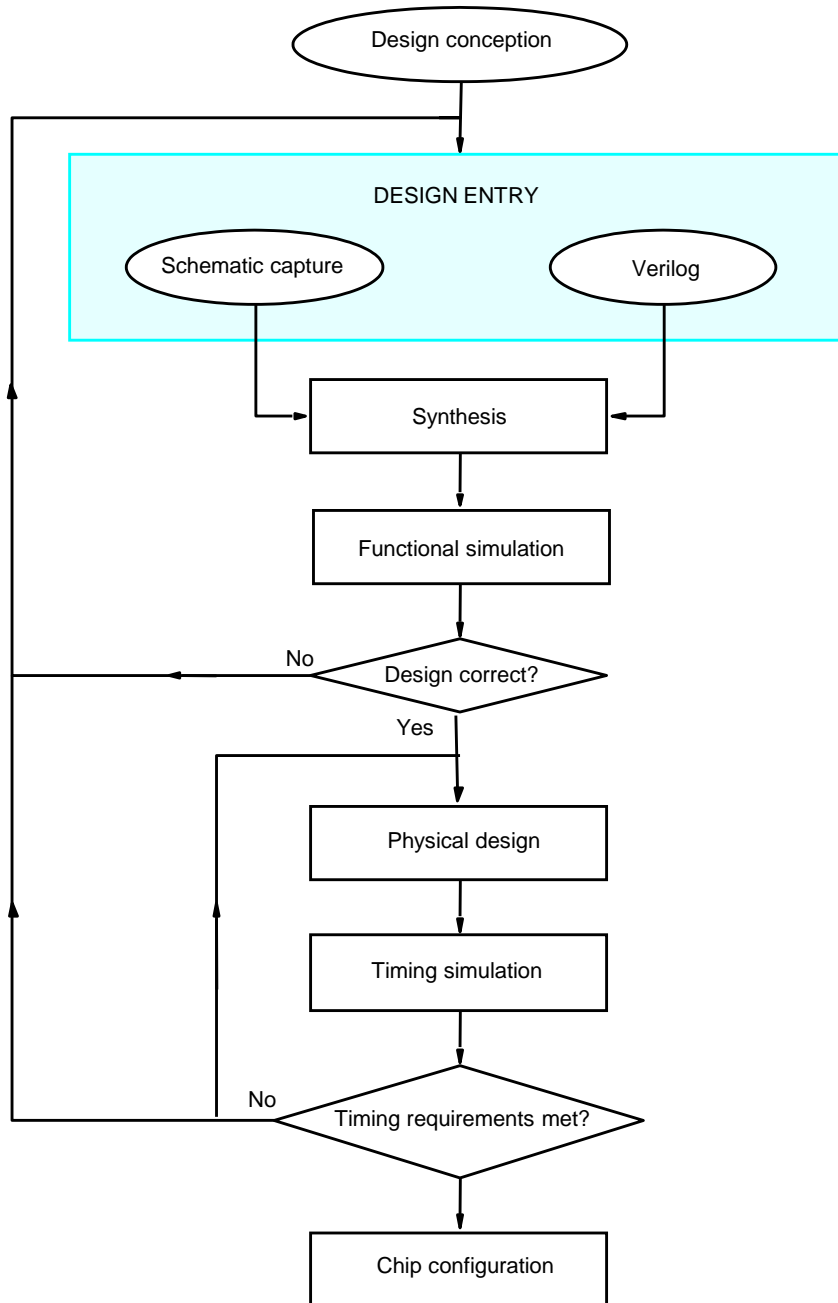 Design conception
DESIGN ENTRY
Schematic capture
Verilog
Synthesis
Functional simulation
No
Design correct?
Yes
Physical design
Timing simulation
No
Timing requirements met?
Chip configuration